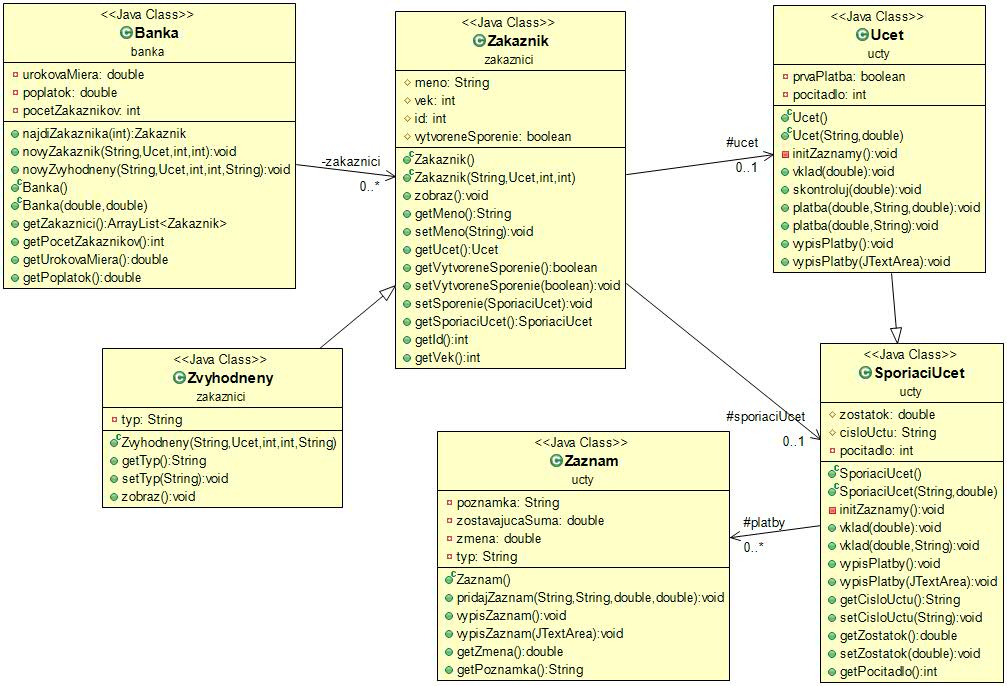 <<Java Class>>
Banka
banka
urokovaMiera: double
poplatok: double
pocetZakaznikov: int
najdiZakaznika(int):Zakaznik
novyZakaznik(String,Ucet,int,int):void
novyZvyhodneny(String,Ucet,int,int,String):void
Banka()
Banka(double,double)
getZakaznici():ArrayList<Zakaznik>
getPocetZakaznikov():int
getUrokovaMiera():double
getPoplatok():double
-zakaznici
0..*
<<Java Class>>
Zakaznik
zakaznici
meno: String
vek: int
id: int
vytvoreneSporenie: boolean
Zakaznik()
Zakaznik(String,Ucet,int,int)
zobraz():void
getMeno():String
setMeno(String):void
getUcet():Ucet
getVytvoreneSporenie():boolean
setVytvoreneSporenie(boolean):void
setSporenie(SporiaciUcet):void
getSporiaciUcet():SporiaciUcet
getId():int
getVek():int
#ucet
0..1
<<Java Class>>
Ucet
ucty
prvaPlatba: boolean
pocitadlo: int
Ucet()
Ucet(String,double)
initZaznamy():void
vklad(double):void
skontroluj(double):void
platba(double,String,double):void
platba(double,String):void
vypisPlatby():void
vypisPlatby(JTextArea):void
<<Java Class>>
Zvyhodneny
zakaznici
typ: String
Zvyhodneny(String,Ucet,int,int,String)
getTyp():String
setTyp(String):void
zobraz():void
#sporiaciUcet
0..1
<<Java Class>>
Zaznam
ucty
poznamka: String
zostavajucaSuma: double
zmena: double
typ: String
Zaznam()
pridajZaznam(String,String,double,double):void
vypisZaznam():void
vypisZaznam(JTextArea):void
getZmena():double
getPoznamka():String
#platby
0..*
<<Java Class>>
SporiaciUcet
ucty
zostatok: double
cisloUctu: String
pocitadlo: int
SporiaciUcet()
SporiaciUcet(String,double)
initZaznamy():void
vklad(double):void
vklad(double,String):void
vypisPlatby():void
vypisPlatby(JTextArea):void
getCisloUctu():String
setCisloUctu(String):void
getZostatok():double
setZostatok(double):void
getPocitadlo():int